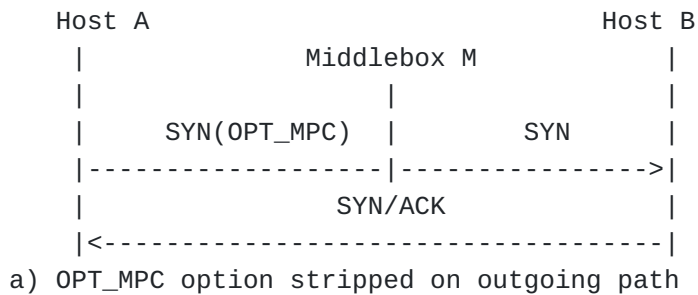 Host A Host B
Middlebox M
SYN(OPT_MPC) SYN
SYN/ACK
a) OPT_MPC option stripped on outgoing path